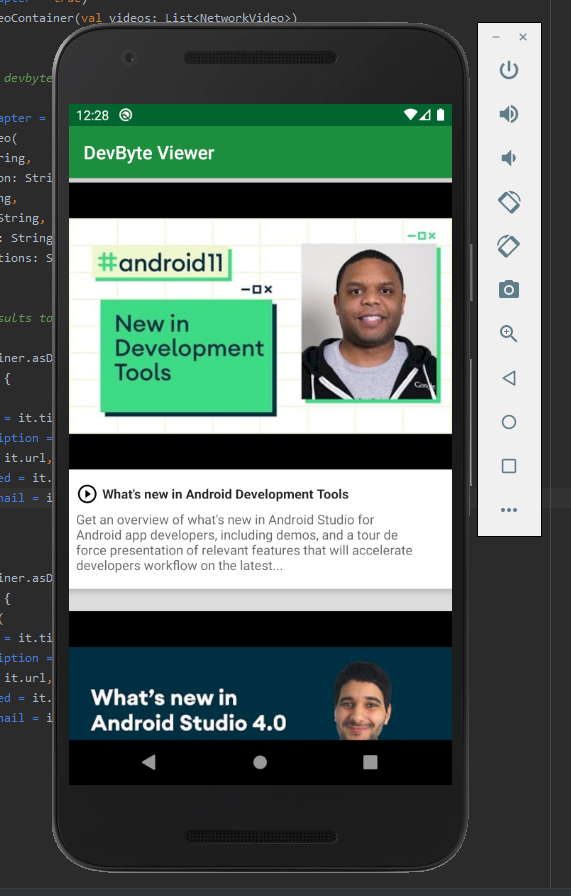 apter = true)
eoContainer(val videos: List<NetworkVideo>)
devbyte
apter =
eo(
ring,
on: Stri
ng,
String,
: String
tions: S
sults to
iner.asD
{
= it.ti
iption =
it.url,
ed = it.
nail = i
iner.asD
{
(
= it.ti
iption =
it.url,
ed = it.
nail = i
12:28
DevByte Viewer
#android11
New in
Development
Tools
Google
What's new in Android Development Tools
Get an overview of what's new in Android Studio for
Android app developers, including demos, and a tour de
force presentation of relevant features that will accelerate
developers workflow on the latest...
What's new in
Android Studio 4.0